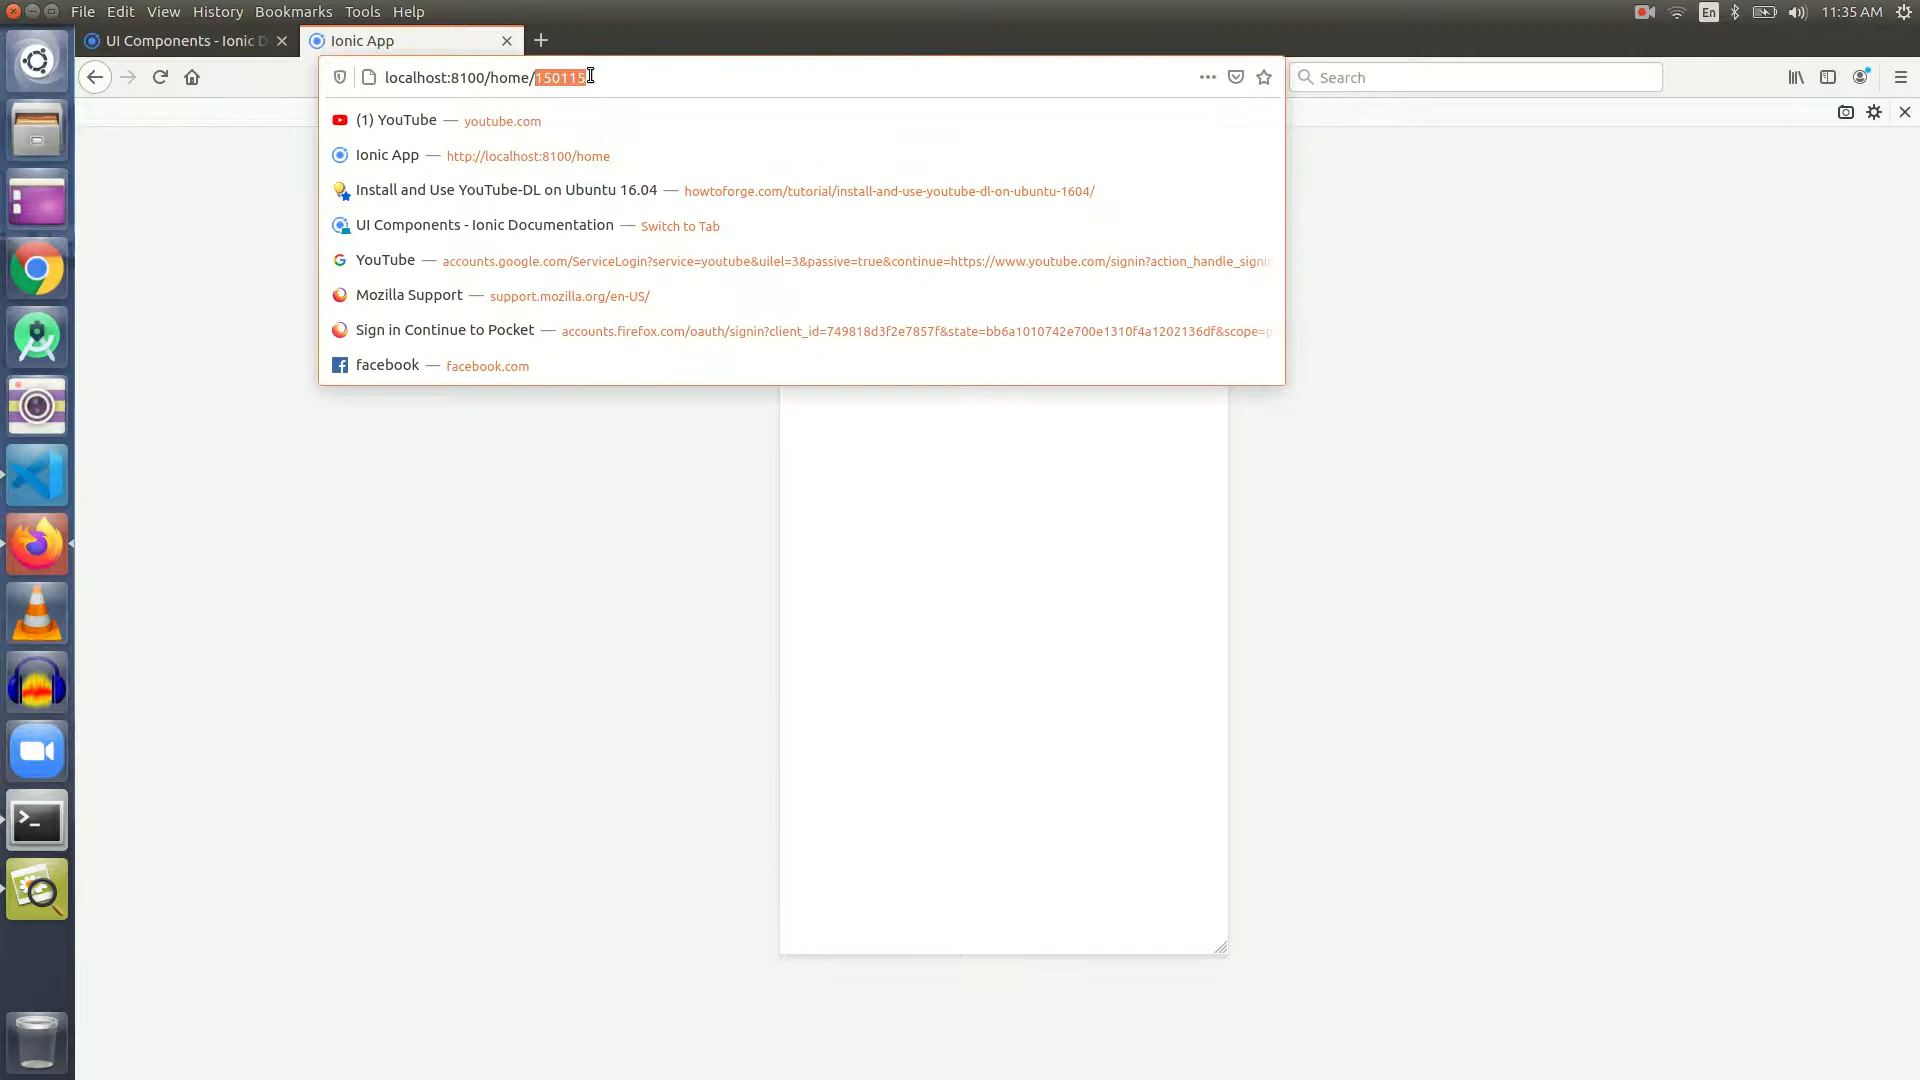 File Edit View History Bookmarks Tools Help
En
11:35 AM
UI Components - Ionic D
Ionic App
localhost:8100/home/150115
Search
(1) YouTube — youtube.com
Ionic App — http://localhost:8100/home
Install and Use YouTube-DL on Ubuntu 16.04 — howtoforge.com/tutorial/install-and-use-youtube-dl-on-ubuntu-1604/
UI Components - Ionic Documentation — Switch to Tab
YouTube — accounts.google.com/ServiceLogin?service=youtube&uilel=3&passive=true&continue=https://www.youtube.com/signin?action_handle_signin
Mozilla Support — support.mozilla.org/en-US/
Sign in Continue to Pocket — accounts.firefox.com/oauth/signin?client_id=749818d3f2e7857f&state=bb6a1010742e700e1310f4a1202136df&scope=p
facebook — facebook.com